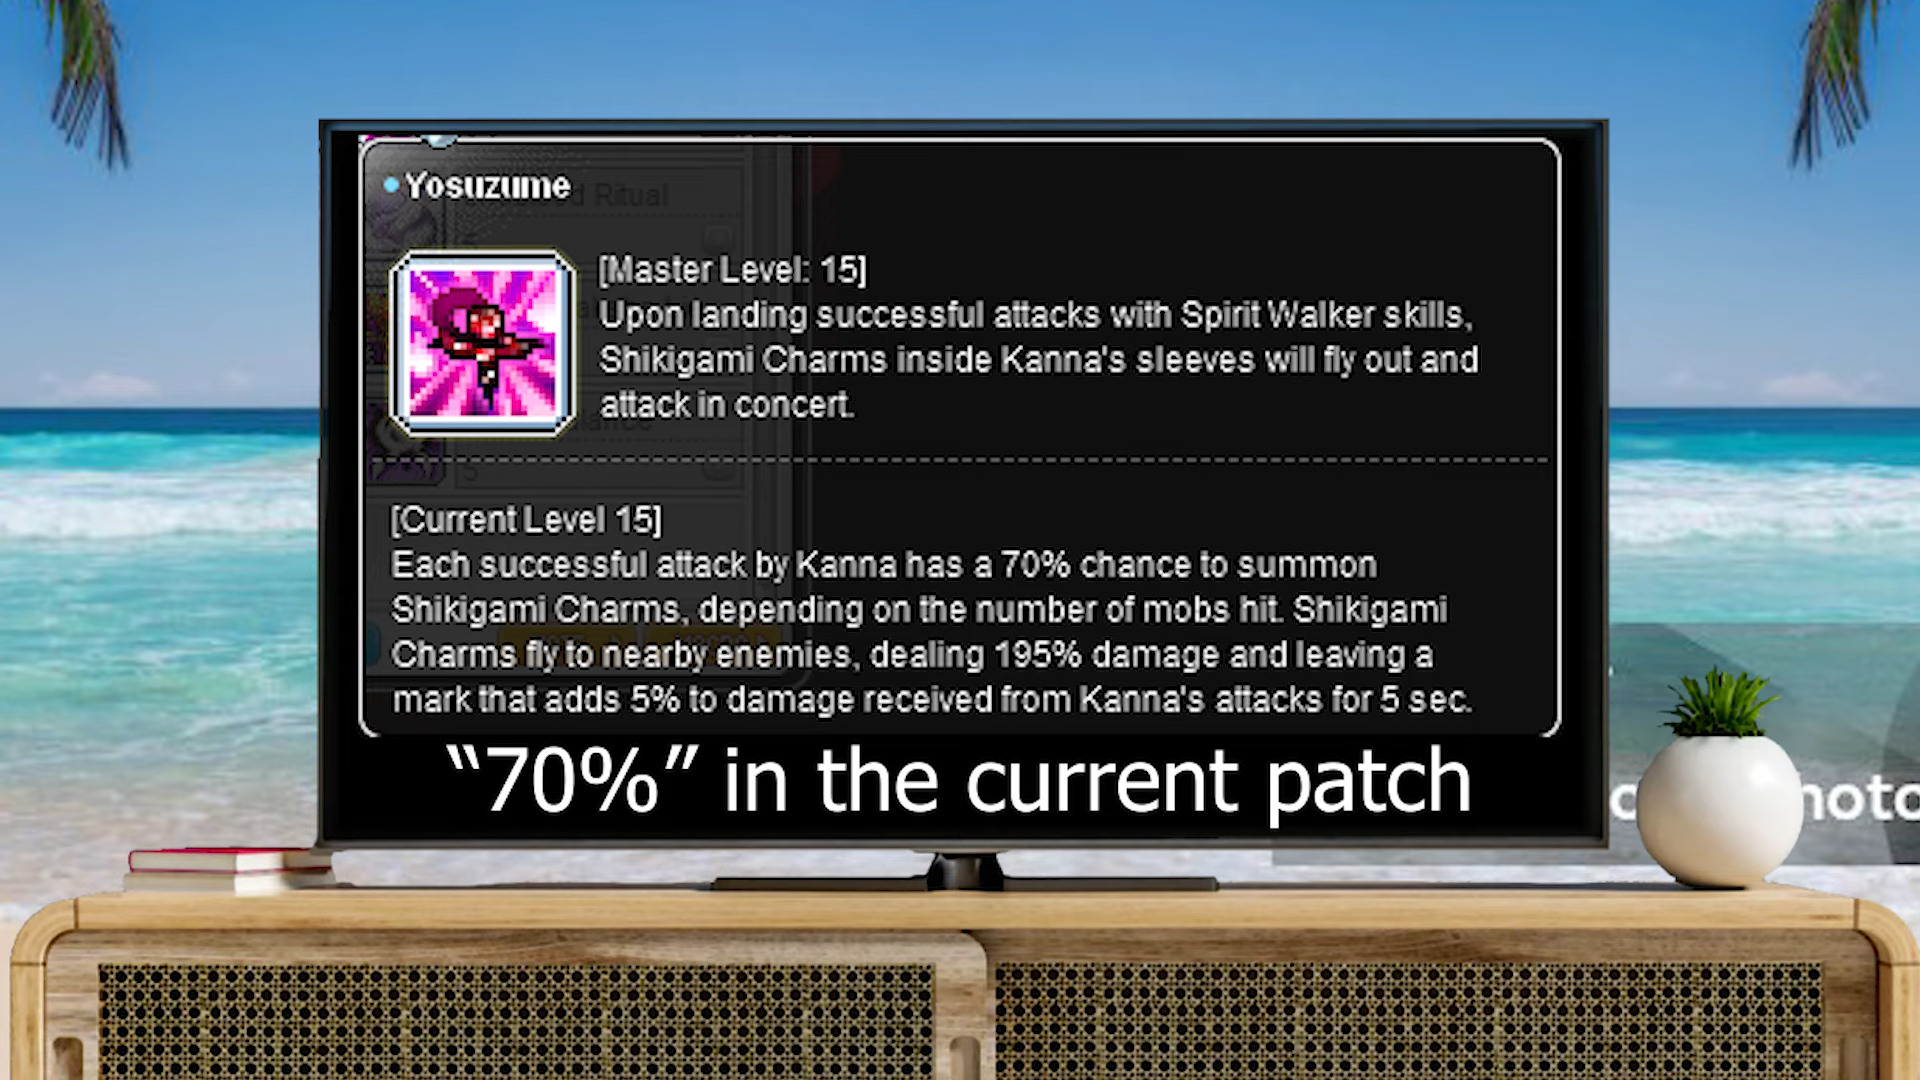 Yosuzume
[Master Level: 15]
Upon landing successful attacks with Spirit Walker skills,
Shikigami Charms inside Kanna's sleeves will fly out and
attack in concert.
[Current Level 15]
Each successful attack by Kanna has a 70% chance to summon
Shikigami Charms, depending on the number of mobs hit. Shikigami
Charms fly to nearby enemies, dealing 195% damage and leaving a
mark that adds 5% to damage received from Kanna's attacks for 5 sec.
“70%” in the current patch